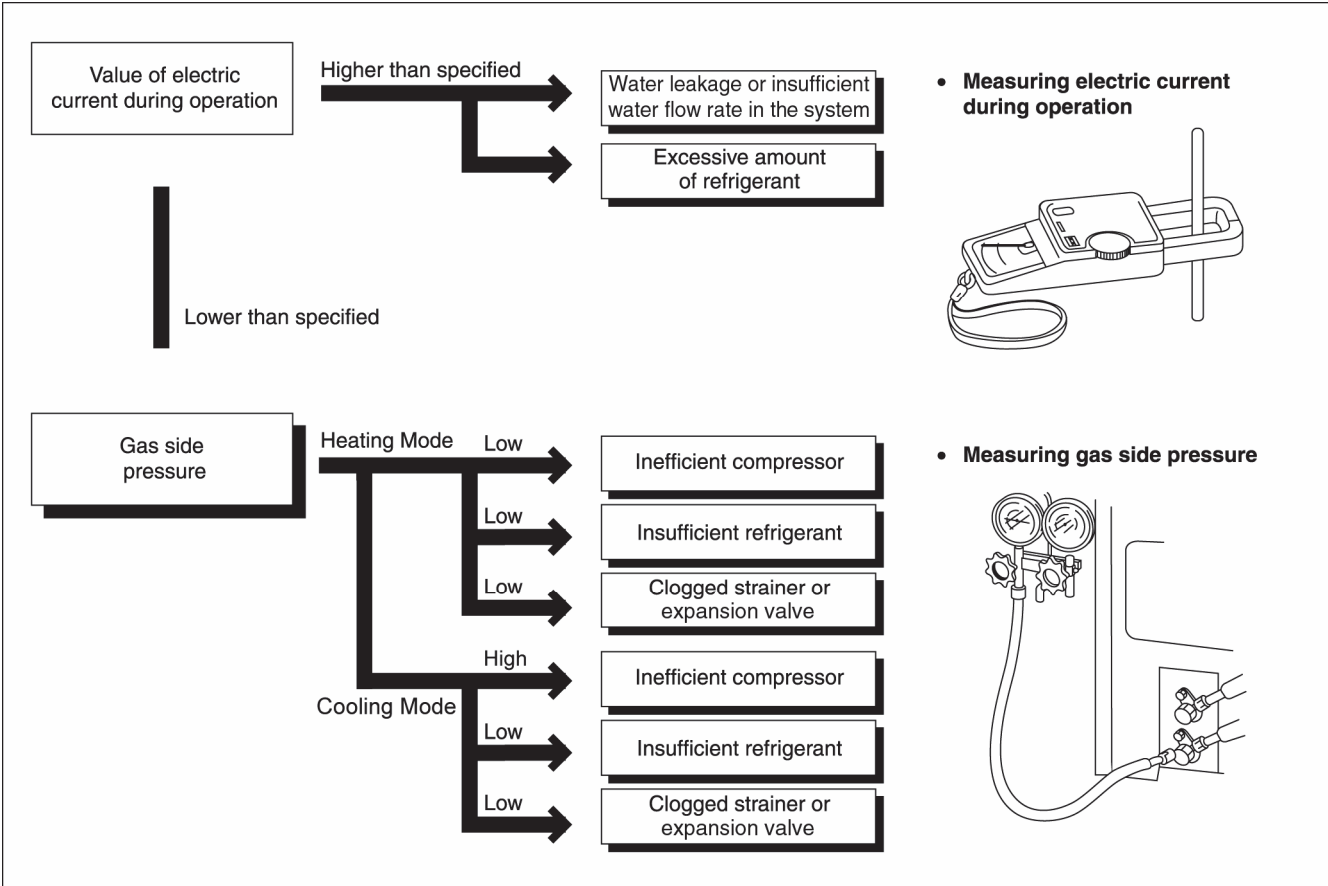 Value of electric
current during operation
Higher than specified
Water leakage or insufficient
water flow rate in the system
Excessive amount
of refrigerant
• Measuring electric current
during operation
Lower than specified
Gas side
pressure
Heating Mode
Low
Inefficient compressor
Low
Insufficient refrigerant
Low
Clogged strainer or
expansion valve
Cooling Mode
High
Inefficient compressor
Low
Insufficient refrigerant
Low
Clogged strainer or
expansion valve
• Measuring gas side pressure